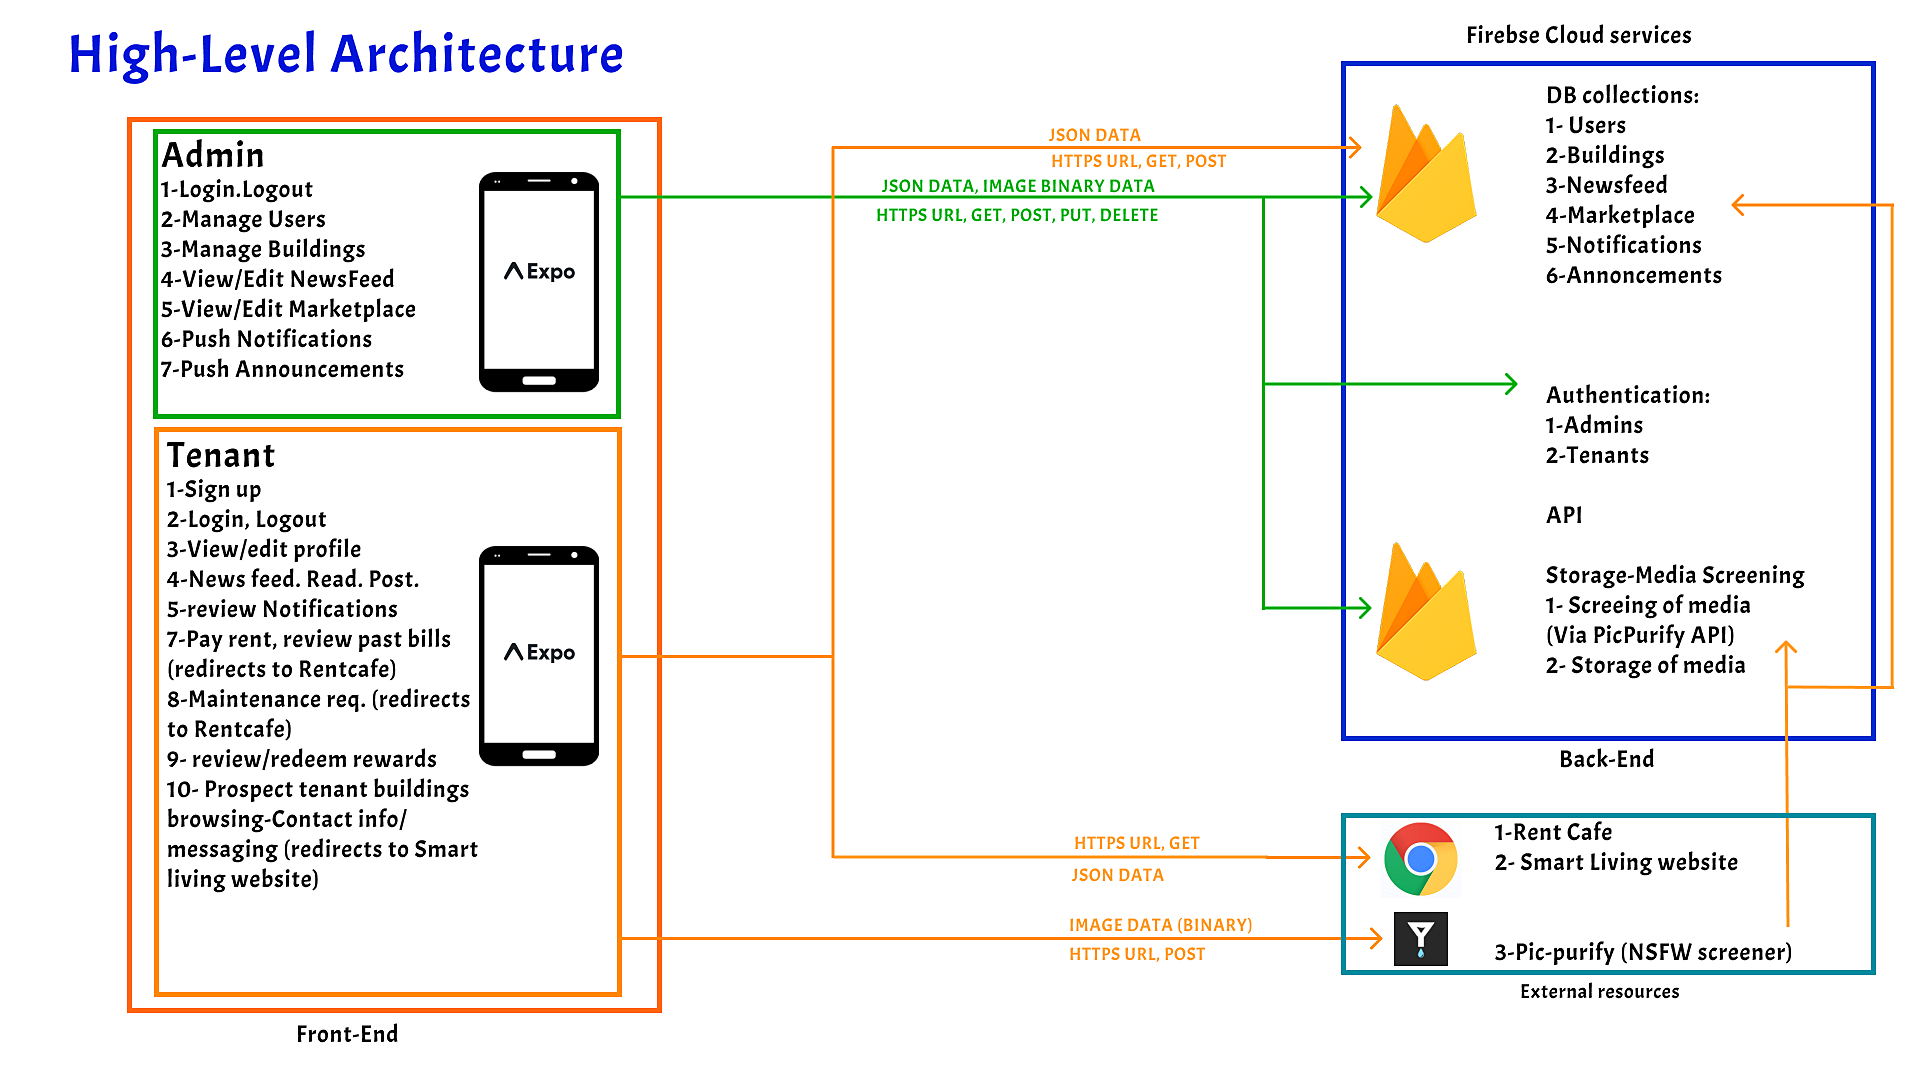 High-Level Architecture
Admin
1-Login.Logout
2-Manage Users
3-Manage Buildings
4-View/Edit NewsFeed
5-View/Edit Marketplace
6-Push Notifications
7-Push Announcements
Expo
Tenant
1-Sign up
2-Login, Logout
3-View/edit profile
4-News feed. Read. Post.
5-review Notifications
7-Pay rent, review past bills
(redirects to Rentcafe)
8-Maintenance req. (redirects
to Rentcafe)
9- review/redeem rewards
10- Prospect tenant buildings
browsing-Contact info/
messaging (redirects to Smart
living website)
Expo
Front-End
JSON DATA
HTTPS URL, GET, POST
JSON DATA, IMAGE BINARY DATA
HTTPS URL, GET, POST, PUT, DELETE
HTTPS URL, GET
JSON DATA
IMAGE DATA (BINARY)
HTTPS URL, POST
Firebse Cloud services
DB collections:
1- Users
2-Buildings
3-Newsfeed
4-Marketplace
5-Notifications
6-Annoncements
Authentication:
1-Admins
2-Tenants
API
Storage-Media Screening
1- Screeing of media
(Via PicPurify API)
2- Storage of media
Back-End
1-Rent Cafe
2- Smart Living website
3-Pic-purify (NSFW screener)
External resources